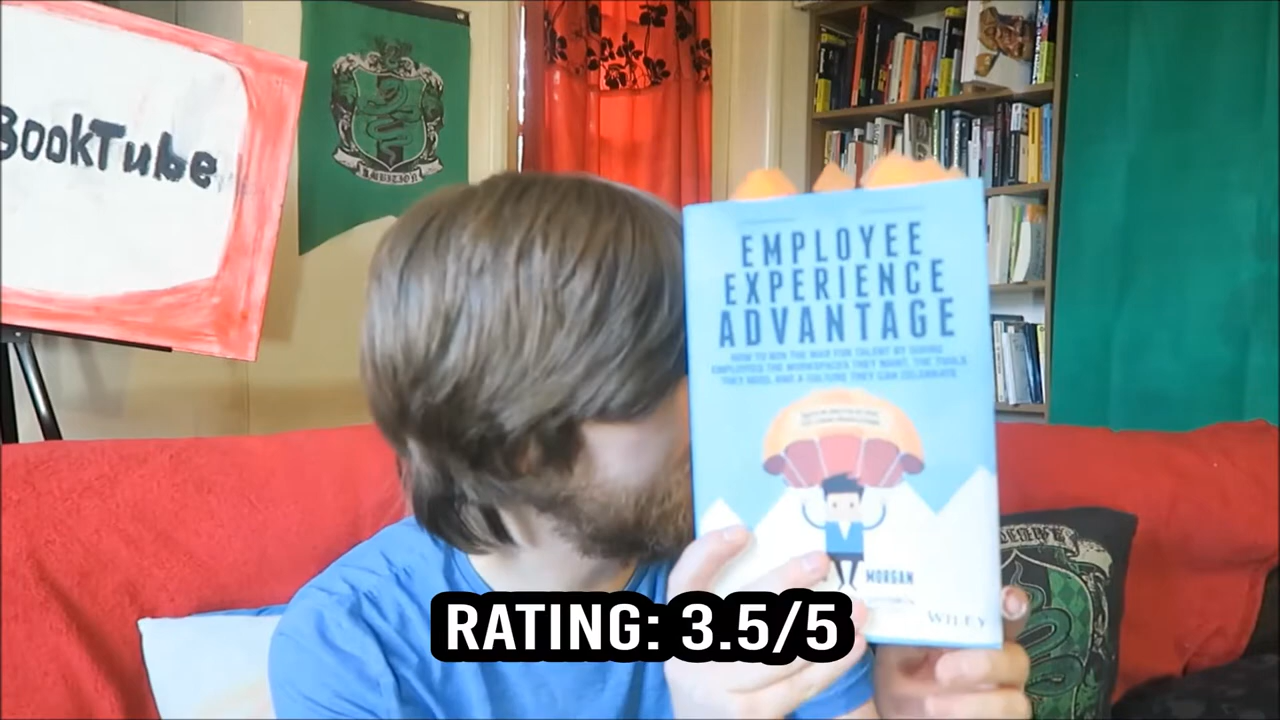 BookTube
AMBITION
EMPLOYEE
EXPERIENCE
ADVANTAGE
HOW TO WIN THE WAR FOR TALENT BY GIVING
EMPLOYEES THE WORKSPACES THEY WANT, THE TOOLS
THEY NEED, AND A CULTURE THEY CAN CELEBRATE
MORGAN
WILEY
RATING: 3.5/5